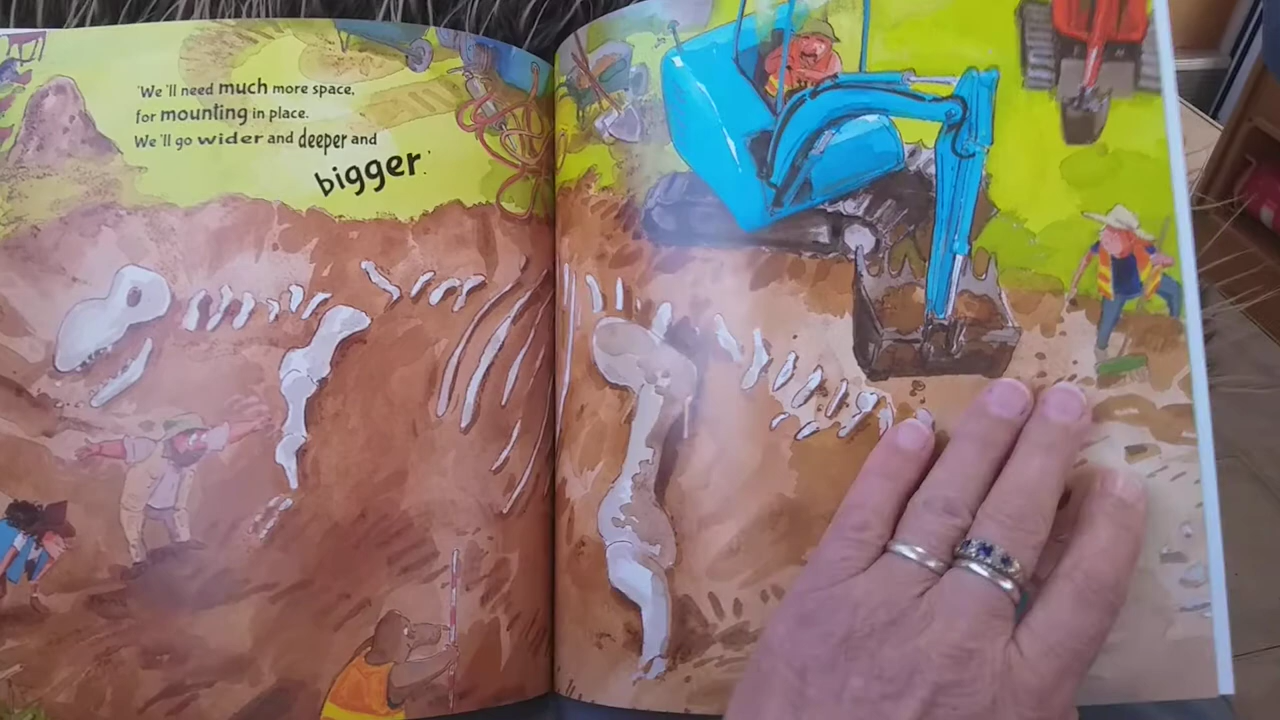 'We'll need much more space,
for mounting in place.
We'll go wider and deeper and
bigger.'